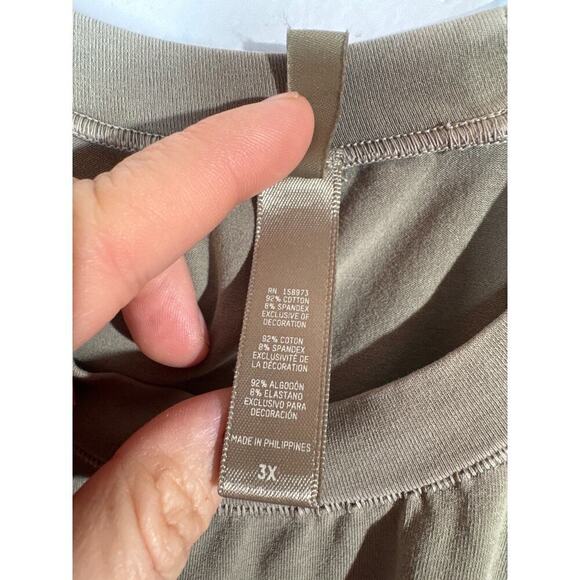 RN. 158973
92% COTTON
8% SPANDEX
EXCLUSIVE OF
DECORATION
92% COTON
8% SPANDEX
EXCLUSIVITÉ DE
LA DÉCORATION
92% ALGODÓN
8% ELASTANO
EXCLUSIVO PARA
DECORACIÓN
MADE IN PHILIPPINES
3X